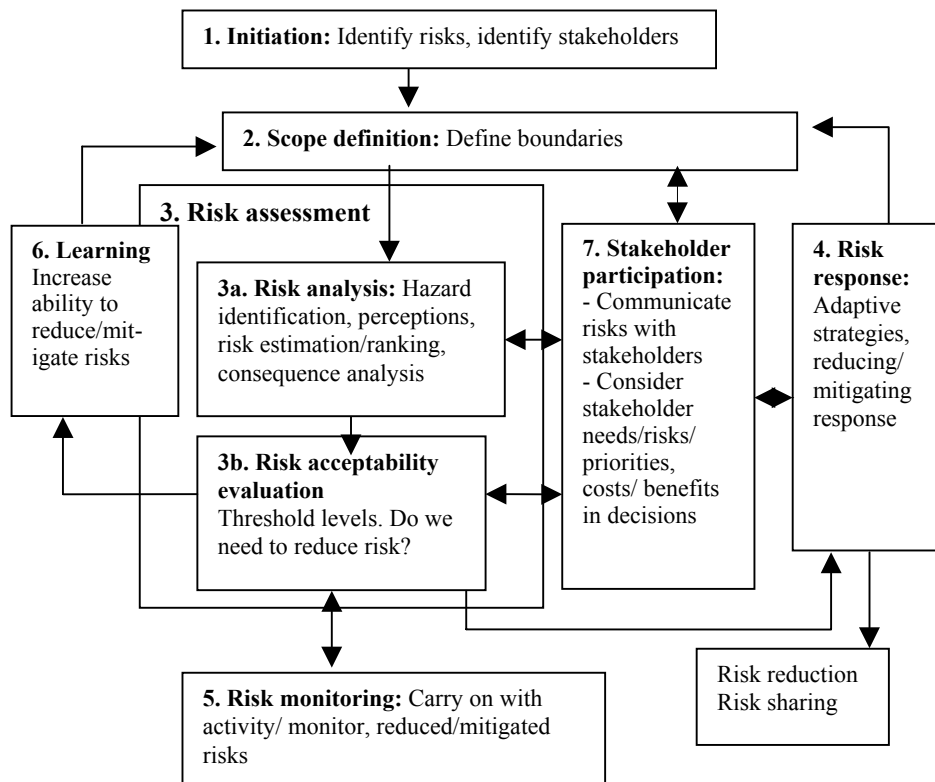 1. Initiation: Identify risks, identify stakeholders
2. Scope definition: Define boundaries
3. Risk assessment
6. Learning
Increase
ability to
reduce/mit-
igate risks
3a. Risk analysis: Hazard
identification, perceptions,
risk estimation/ranking,
consequence analysis
3b. Risk acceptability
evaluation
Threshold levels. Do we
need to reduce risk?
7. Stakeholder
participation:
- Communicate
risks with
stakeholders
- Consider
stakeholder
needs/risks/
priorities,
costs/ benefits
in decisions
4. Risk
response:
Adaptive
strategies,
reducing/
mitigating
response
5. Risk monitoring: Carry on with
activity/ monitor, reduced/mitigated
risks
Risk reduction
Risk sharing